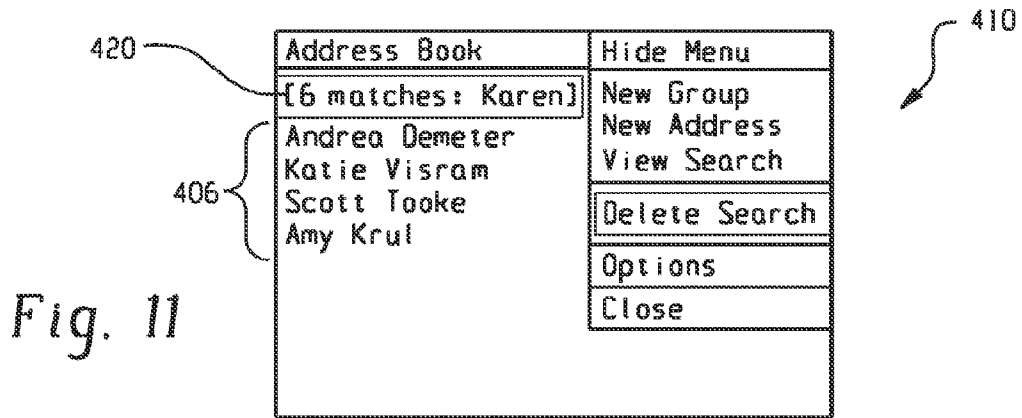 410
420
Address Book
Hide Menu
[6 matches: Karen]
New Group
New Address
View Search
406
Andrea Demeter
Katie Visram
Scott Tooke
Amy Krul
Delete Search
Options
Close
Fig. 11